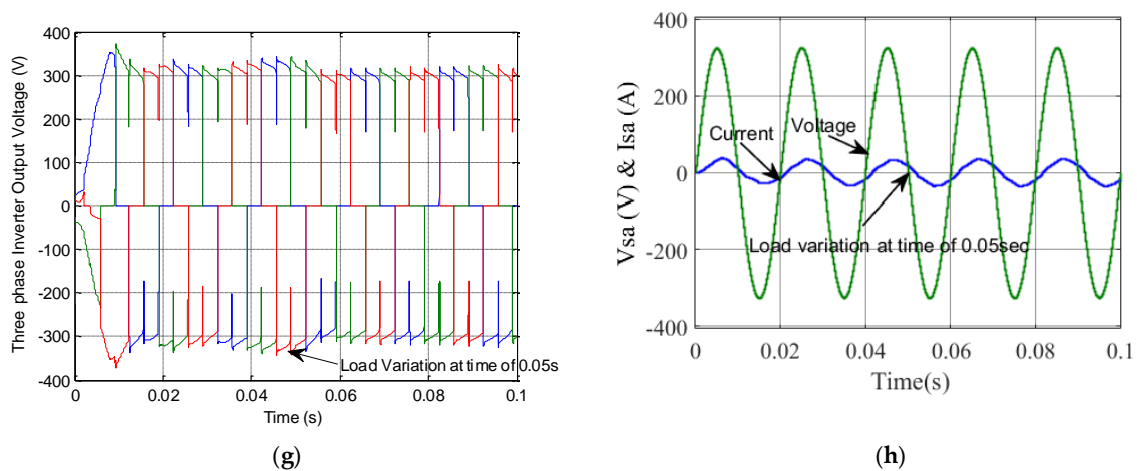 Three phase Inverter Output Voltage (V)
400
300
200
100
0
-100
-200
-300
-400
Load Variation at time of 0.05s
0
0.02
0.04
0.06
0.08
0.1
Time (s)
(g)
Vsa (V) & Isa (A)
400
200
0
-200
-400
Current
Voltage
Load variation at time of 0.05sec
0
0.02
0.04
0.06
0.08
0.1
Time(s)
(h)